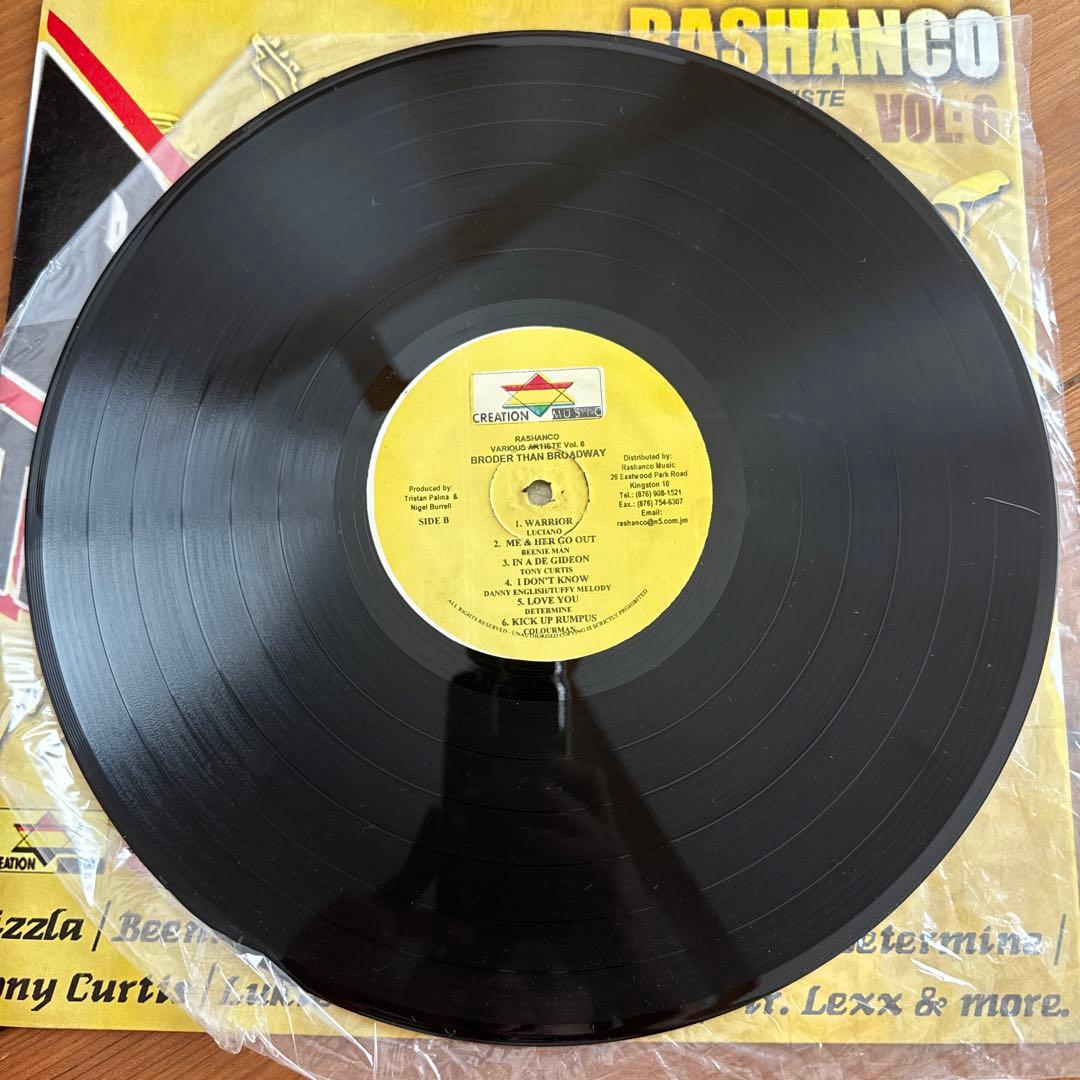 RASHANCO
VOL: 6
CREATION MUSIC
RASHANCO
VARIOUS ARTISTE Vol. 6
BRODER THAN BROADWAY
Produced by:
Tristan Palma &
Nigel Burrell
SIDE B
Distributed by:
Rashanco Music
26 Eastwood Park Road
Kingston 10
Tel.: (876) 908-1521
Fax.: (876) 754-6307
Email:
rashanco@n5.com.jm
1. WARRIOR
LUCIANO
2. ME & HER GO OUT
BEENIE MAN
3. IN A DE GIDEON
TONY CURTIS
4. I DON'T KNOW
DANNY ENGLISH/TUFFY MELODY
5. LOVE YOU
DETERMINE
6. KICK UP RUMPUS
COLOURMAN
ALL RIGHTS RESERVED - UNAUTHORISED COPYING IS SCRICTLY PROHIBITED
Determine |
Curtis |
Lexx & more.